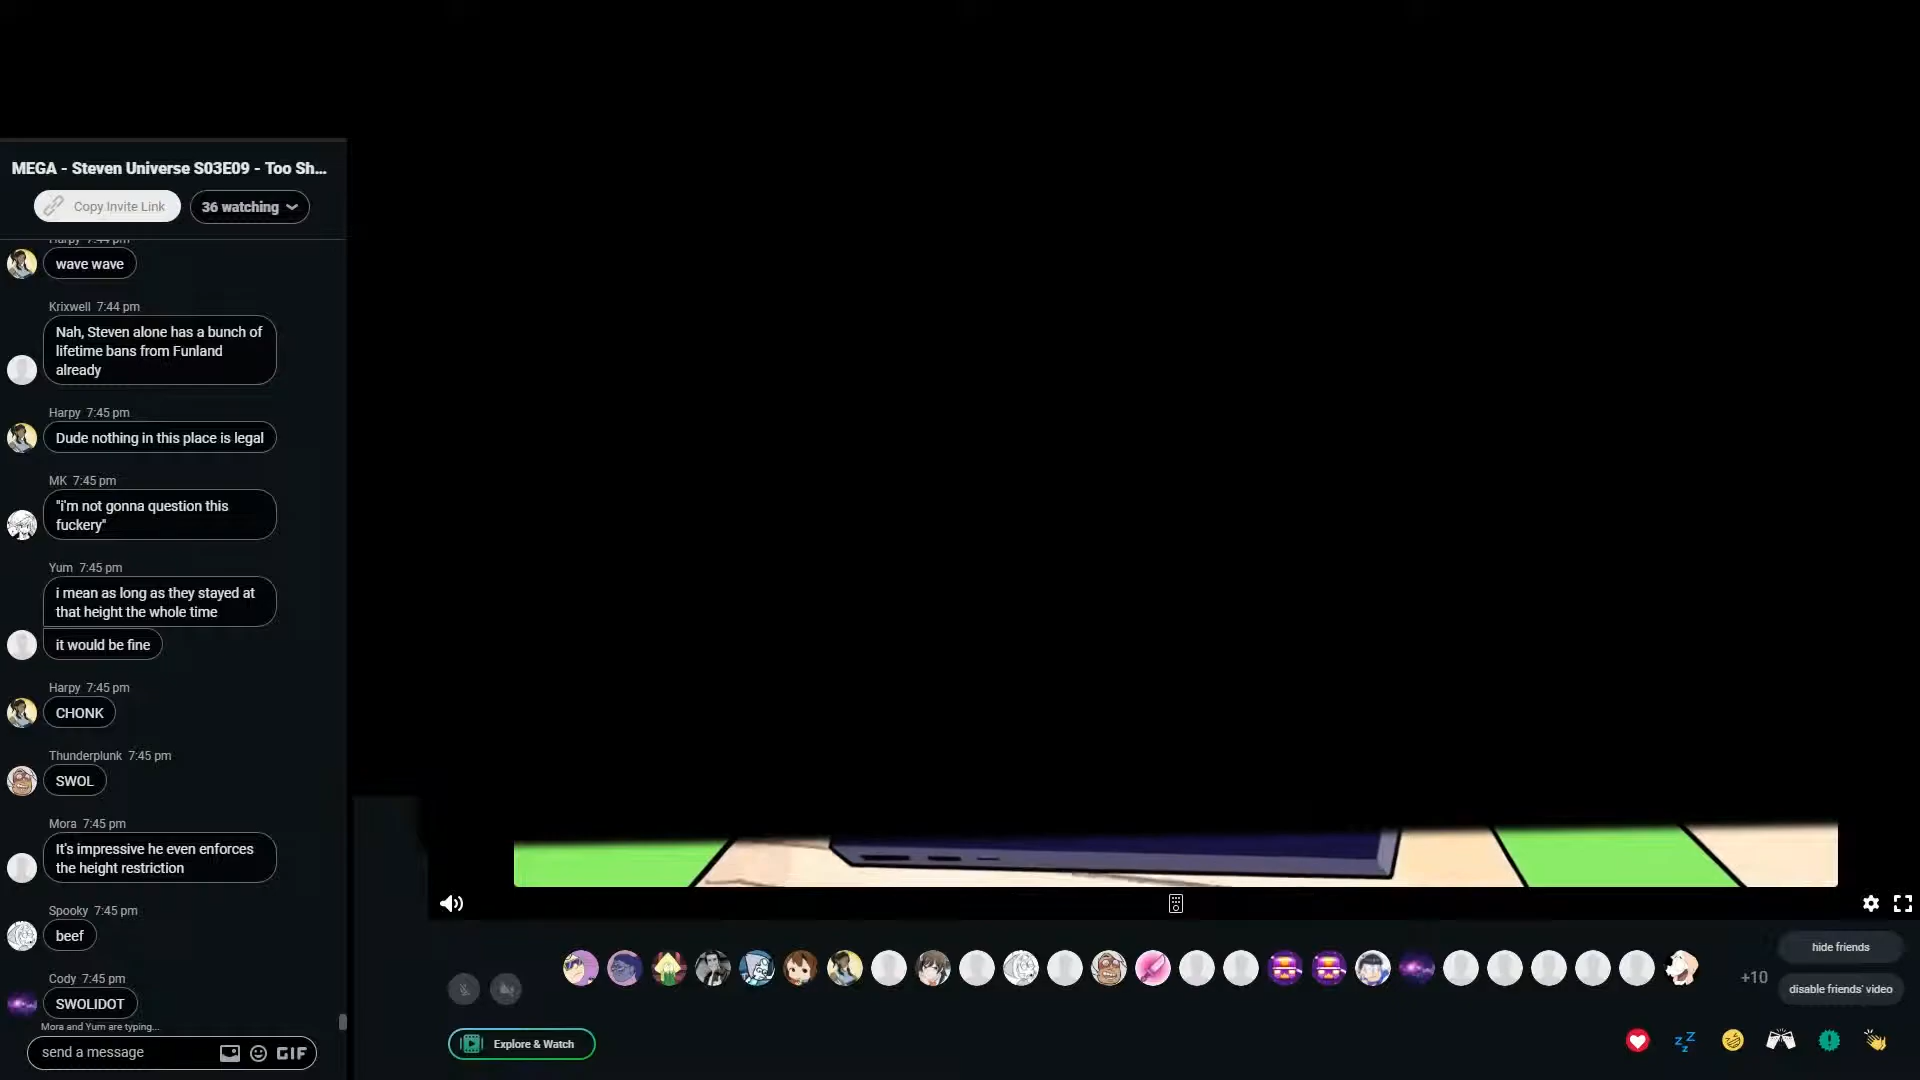 MEGA - Steven Universe S03E09 - Too Sh...
Copy Invite Link
36 watching
Harpy 7:44 pm
wave wave
Krixwell 7:44 pm
Nah, Steven alone has a bunch of
lifetime bans from Funland
already
Harpy 7:45 pm
Dude nothing in this place is legal
MK 7:45 pm
"i'm not gonna question this
fuckery"
Yum 7:45 pm
i mean as long as they stayed at
that height the whole time
it would be fine
Harpy 7:45 pm
CHONK
Thunderplunk 7:45 pm
SWOL
Mora 7:45 pm
It's impressive he even enforces
the height restriction
Spooky 7:45 pm
beef
Cody 7:45 pm
SWOLIDOT
Mora and Yum are typing...
send a message
GIF
+10
hide friends
disable friends' video
Explore & Watch
z z z